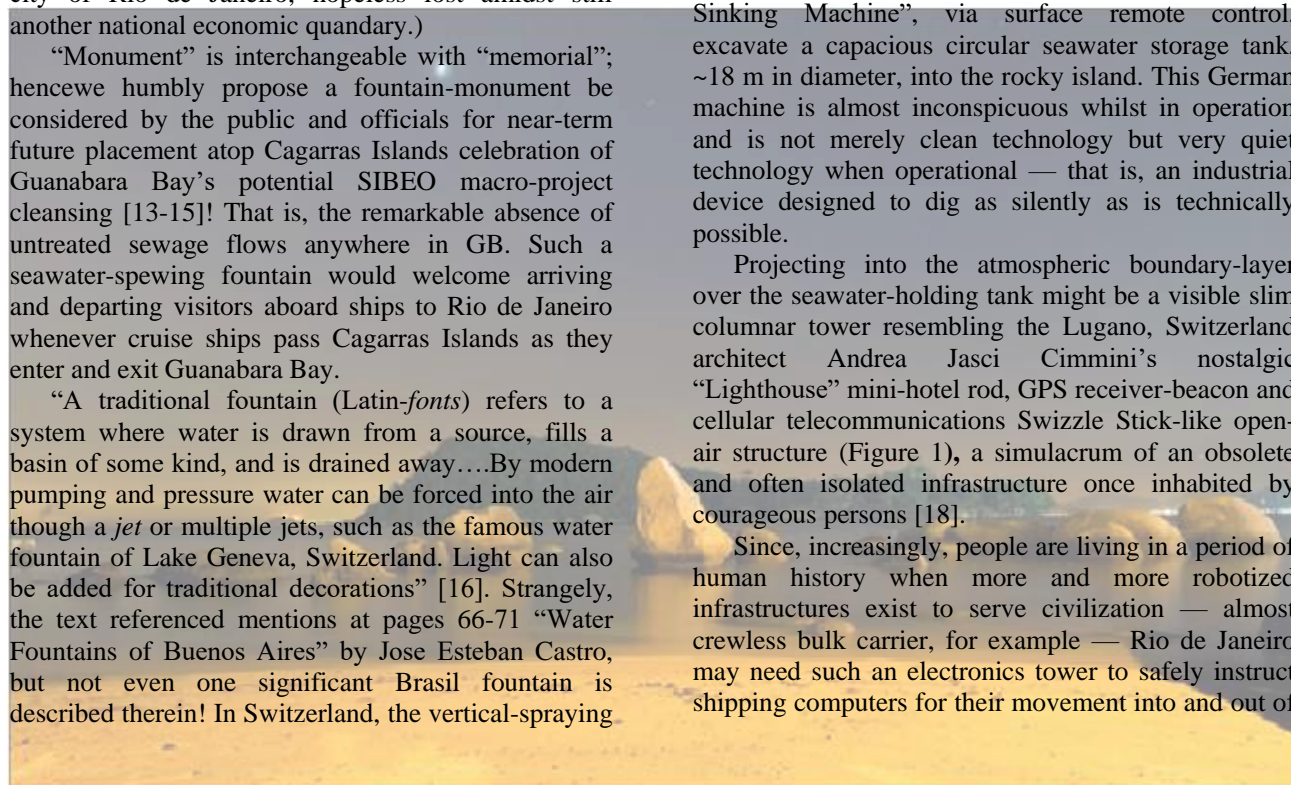 city of Rio de Janeiro, hopeless lost amidst still
another national economic quandary.)
“Monument” is interchangeable with “memorial”;
hencewe humbly propose a fountain-monument be
considered by the public and officials for near-term
future placement atop Cagarras Islands celebration of
Guanabara Bay’s potential SIBEO macro-project
cleansing [13-15]! That is, the remarkable absence of
untreated sewage flows anywhere in GB. Such a
seawater-spewing fountain would welcome arriving
and departing visitors aboard ships to Rio de Janeiro
whenever cruise ships pass Cagarras Islands as they
enter and exit Guanabara Bay.
“A traditional fountain (Latin-fonts) refers to a
system where water is drawn from a source, fills a
basin of some kind, and is drained away….By modern
pumping and pressure water can be forced into the air
though a jet or multiple jets, such as the famous water
fountain of Lake Geneva, Switzerland. Light can also
be added for traditional decorations” [16]. Strangely,
the text referenced mentions at pages 66-71 “Water
Fountains of Buenos Aires” by Jose Esteban Castro,
but not even one significant Brasil fountain is
described therein! In Switzerland, the vertical-spraying
Sinking Machine”, via surface remote control,
excavate a capacious circular seawater storage tank,
~18 m in diameter, into the rocky island. This German
machine is almost inconspicuous whilst in operation
and is not merely clean technology but very quiet
technology when operational — that is, an industrial
device designed to dig as silently as is technically
possible.
Projecting into the atmospheric boundary-layer
over the seawater-holding tank might be a visible slim
columnar tower resembling the Lugano, Switzerland
architect Andrea Jasci Cimmini’s nostalgic
“Lighthouse” mini-hotel rod, GPS receiver-beacon and
cellular telecommunications Swizzle Stick-like open-
air structure (Figure 1), a simulacrum of an obsolete
and often isolated infrastructure once inhabited by
courageous persons [18].
Since, increasingly, people are living in a period of
human history when more and more robotized
infrastructures exist to serve civilization — almost
crewless bulk carrier, for example — Rio de Janeiro
may need such an electronics tower to safely instruct
shipping computers for their movement into and out of